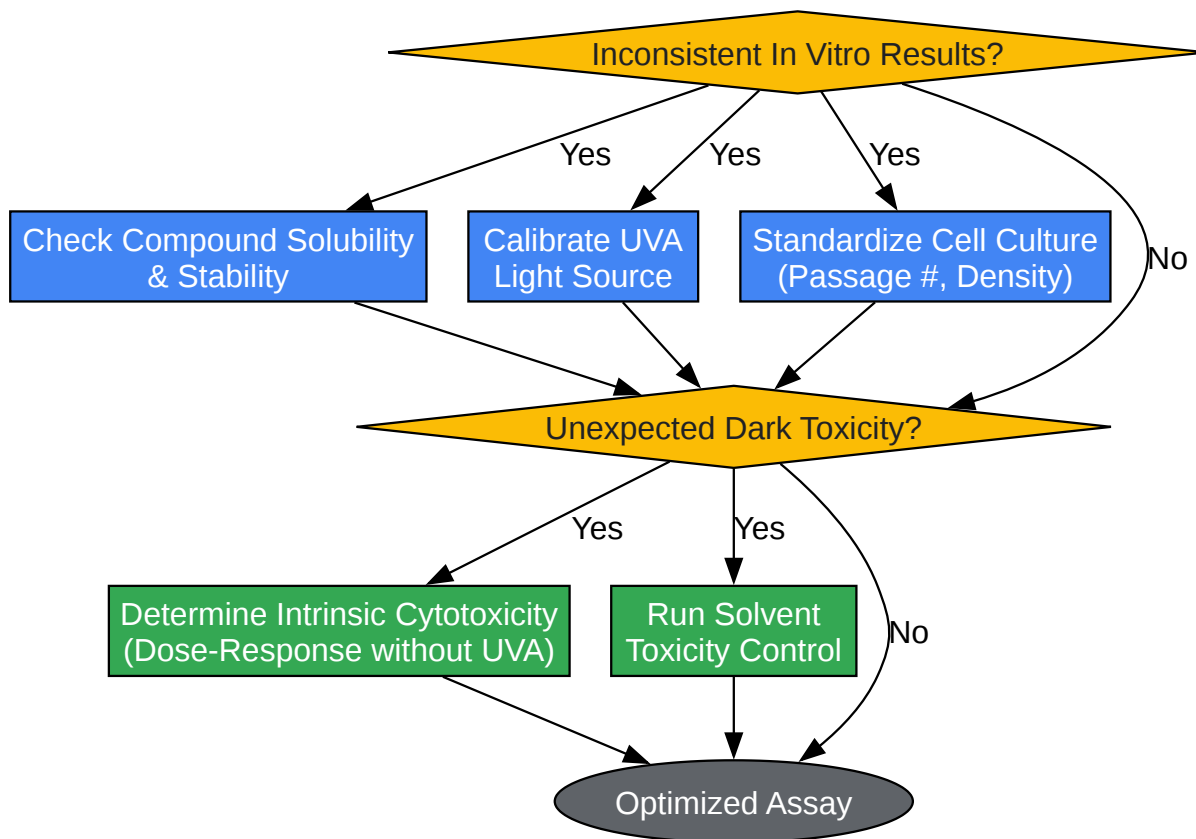 Inconsistent In Vitro Results?
Yes
Yes
Yes
Check Compound Solubility
& Stability
Calibrate UVA
Light Source
Standardize Cell Culture
(Passage #, Density)
No
Unexpected Dark Toxicity?
Yes
Yes
Determine Intrinsic Cytotoxicity
(Dose-Response without UVA)
Run Solvent
Toxicity Control
No
Optimized Assay